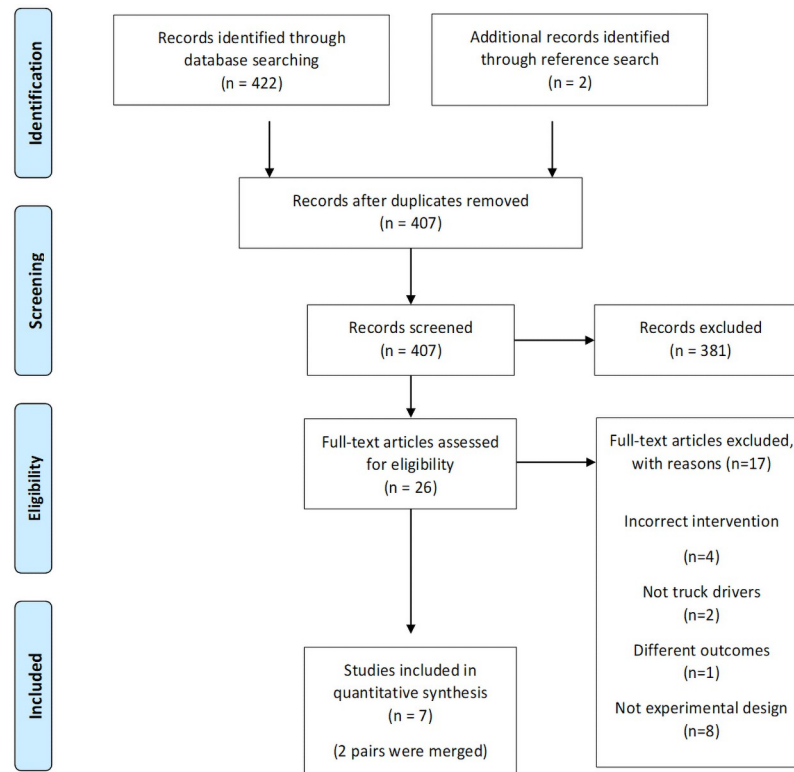 Identification
Records identified through
database searching
(n = 422)
Additional records identified
through reference search
(n = 2)
Records after duplicates removed
(n = 407)
Screening
Records screened
(n = 407)
Records excluded
(n = 381)
Eligibility
Full-text articles assessed
for eligibility
(n = 26)
Full-text articles excluded,
with reasons (n=17)
Incorrect intervention
(n=4)
Not truck drivers
(n=2)
Different outcomes
(n=1)
Not experimental design
(n=8)
Included
Studies included in
quantitative synthesis
(n = 7)
(2 pairs were merged)